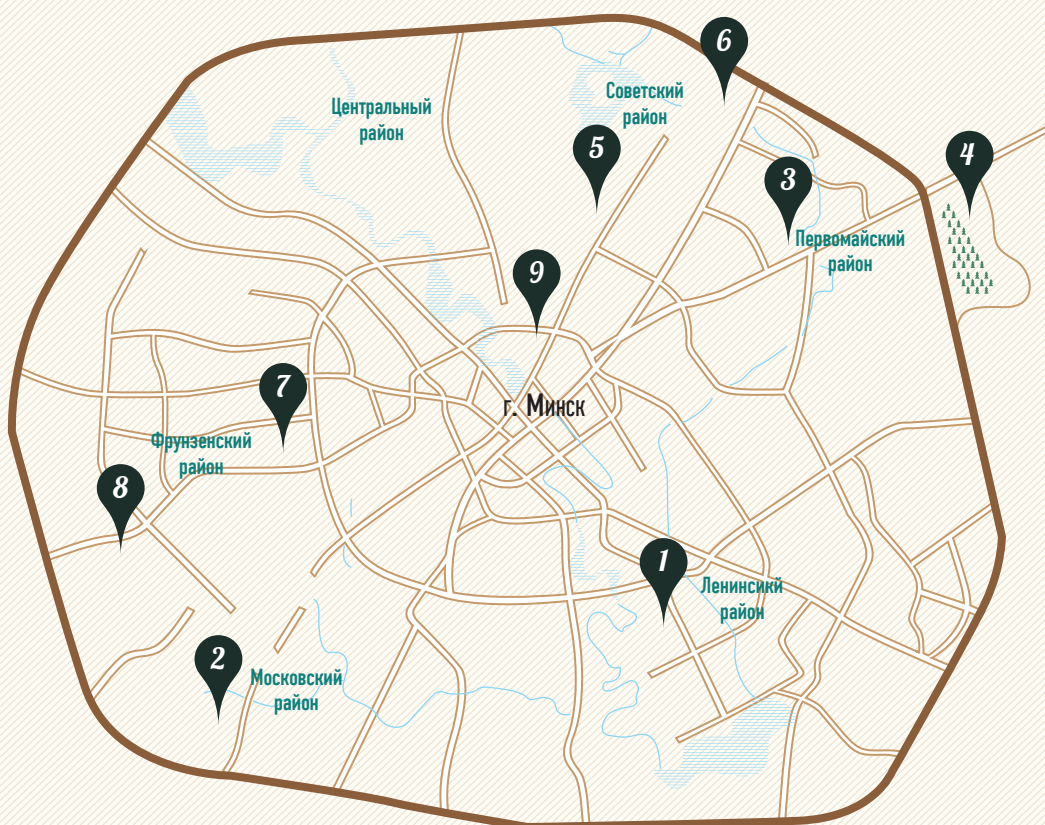 6
Советский
район
Центральный
район
5
4
3
Первомайский
район
9
г. Минск
7
Фрунзенский
район
8
1
Ленинсикй
район
2
Московский
район